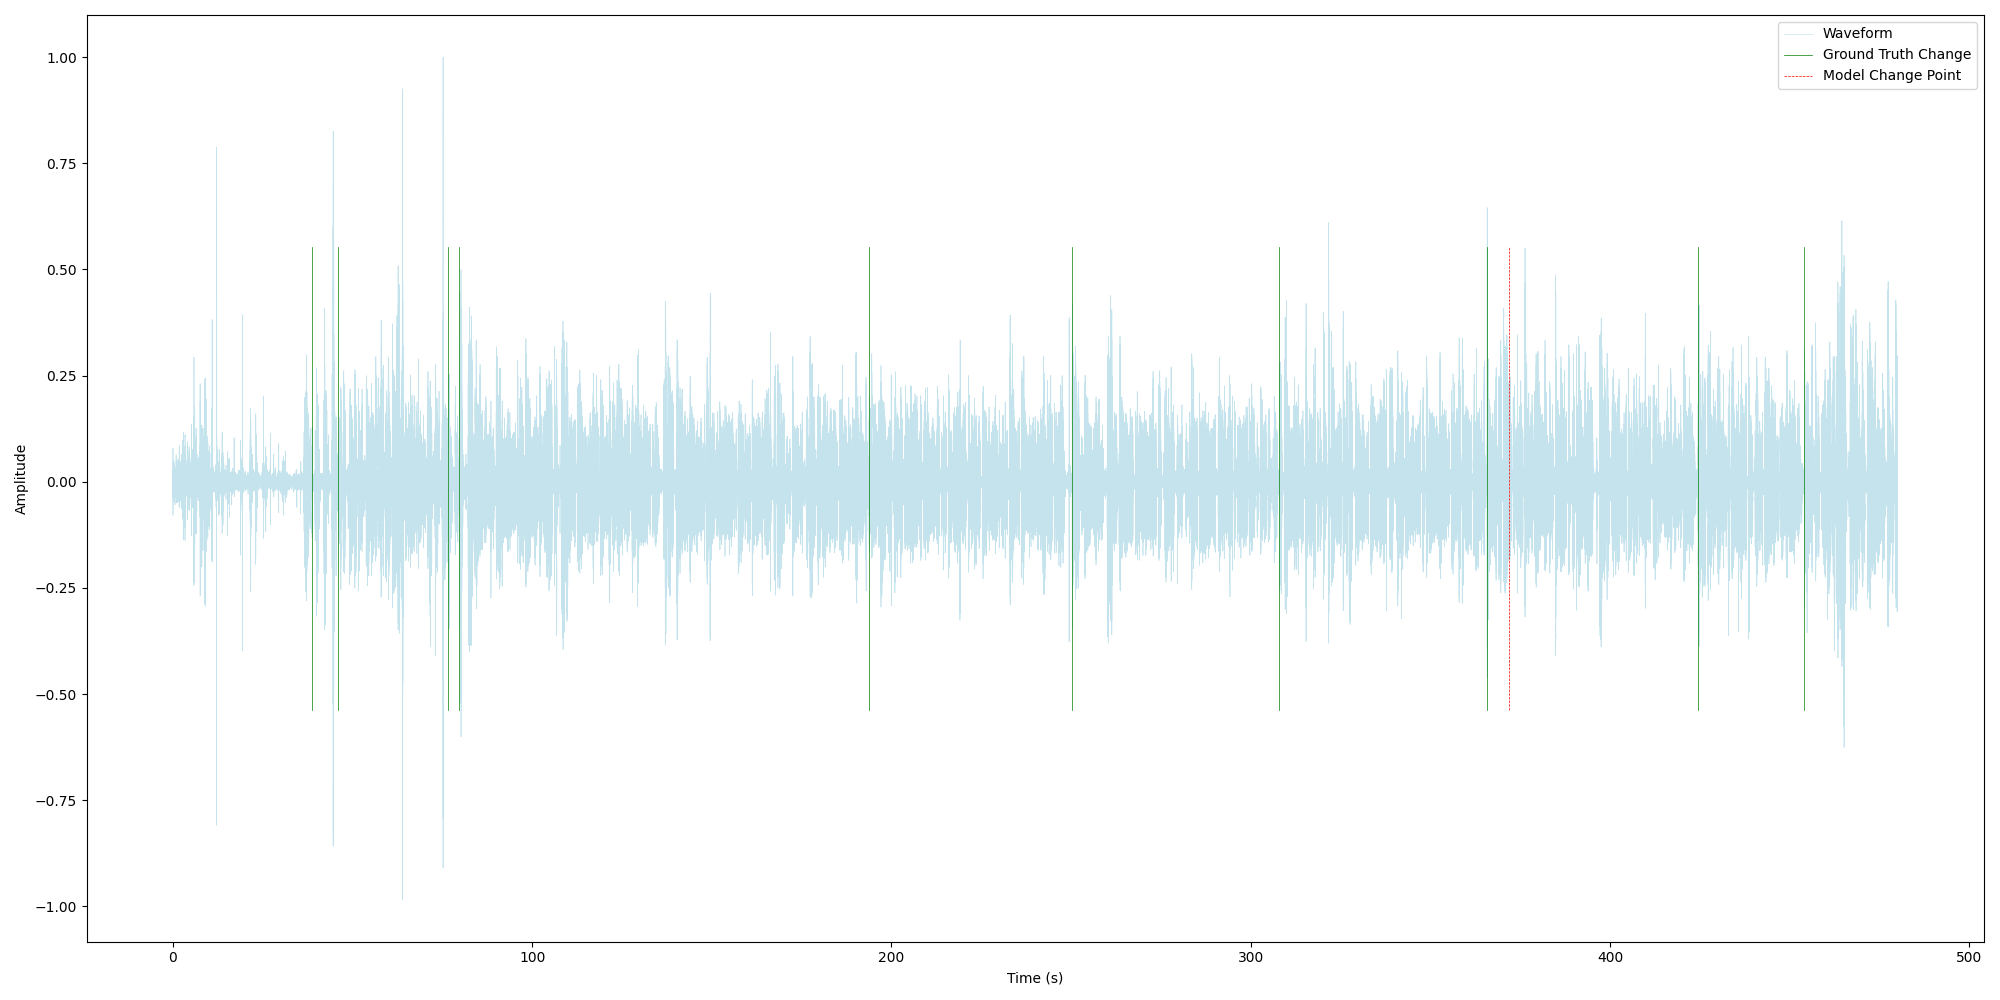 Waveform
Ground Truth Change
Model Change Point
1.00
0.75
0.50
0.25
0.00
−0.25
−0.50
−0.75
−1.00
Amplitude
0 100 200 300 400 500
Time (s)